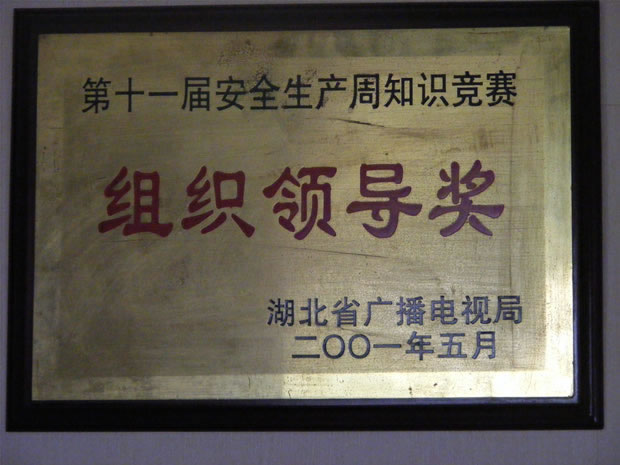 第十一届安全生产周知识竞赛
组织领导奖
湖北省广播电视局
二〇〇一年五月